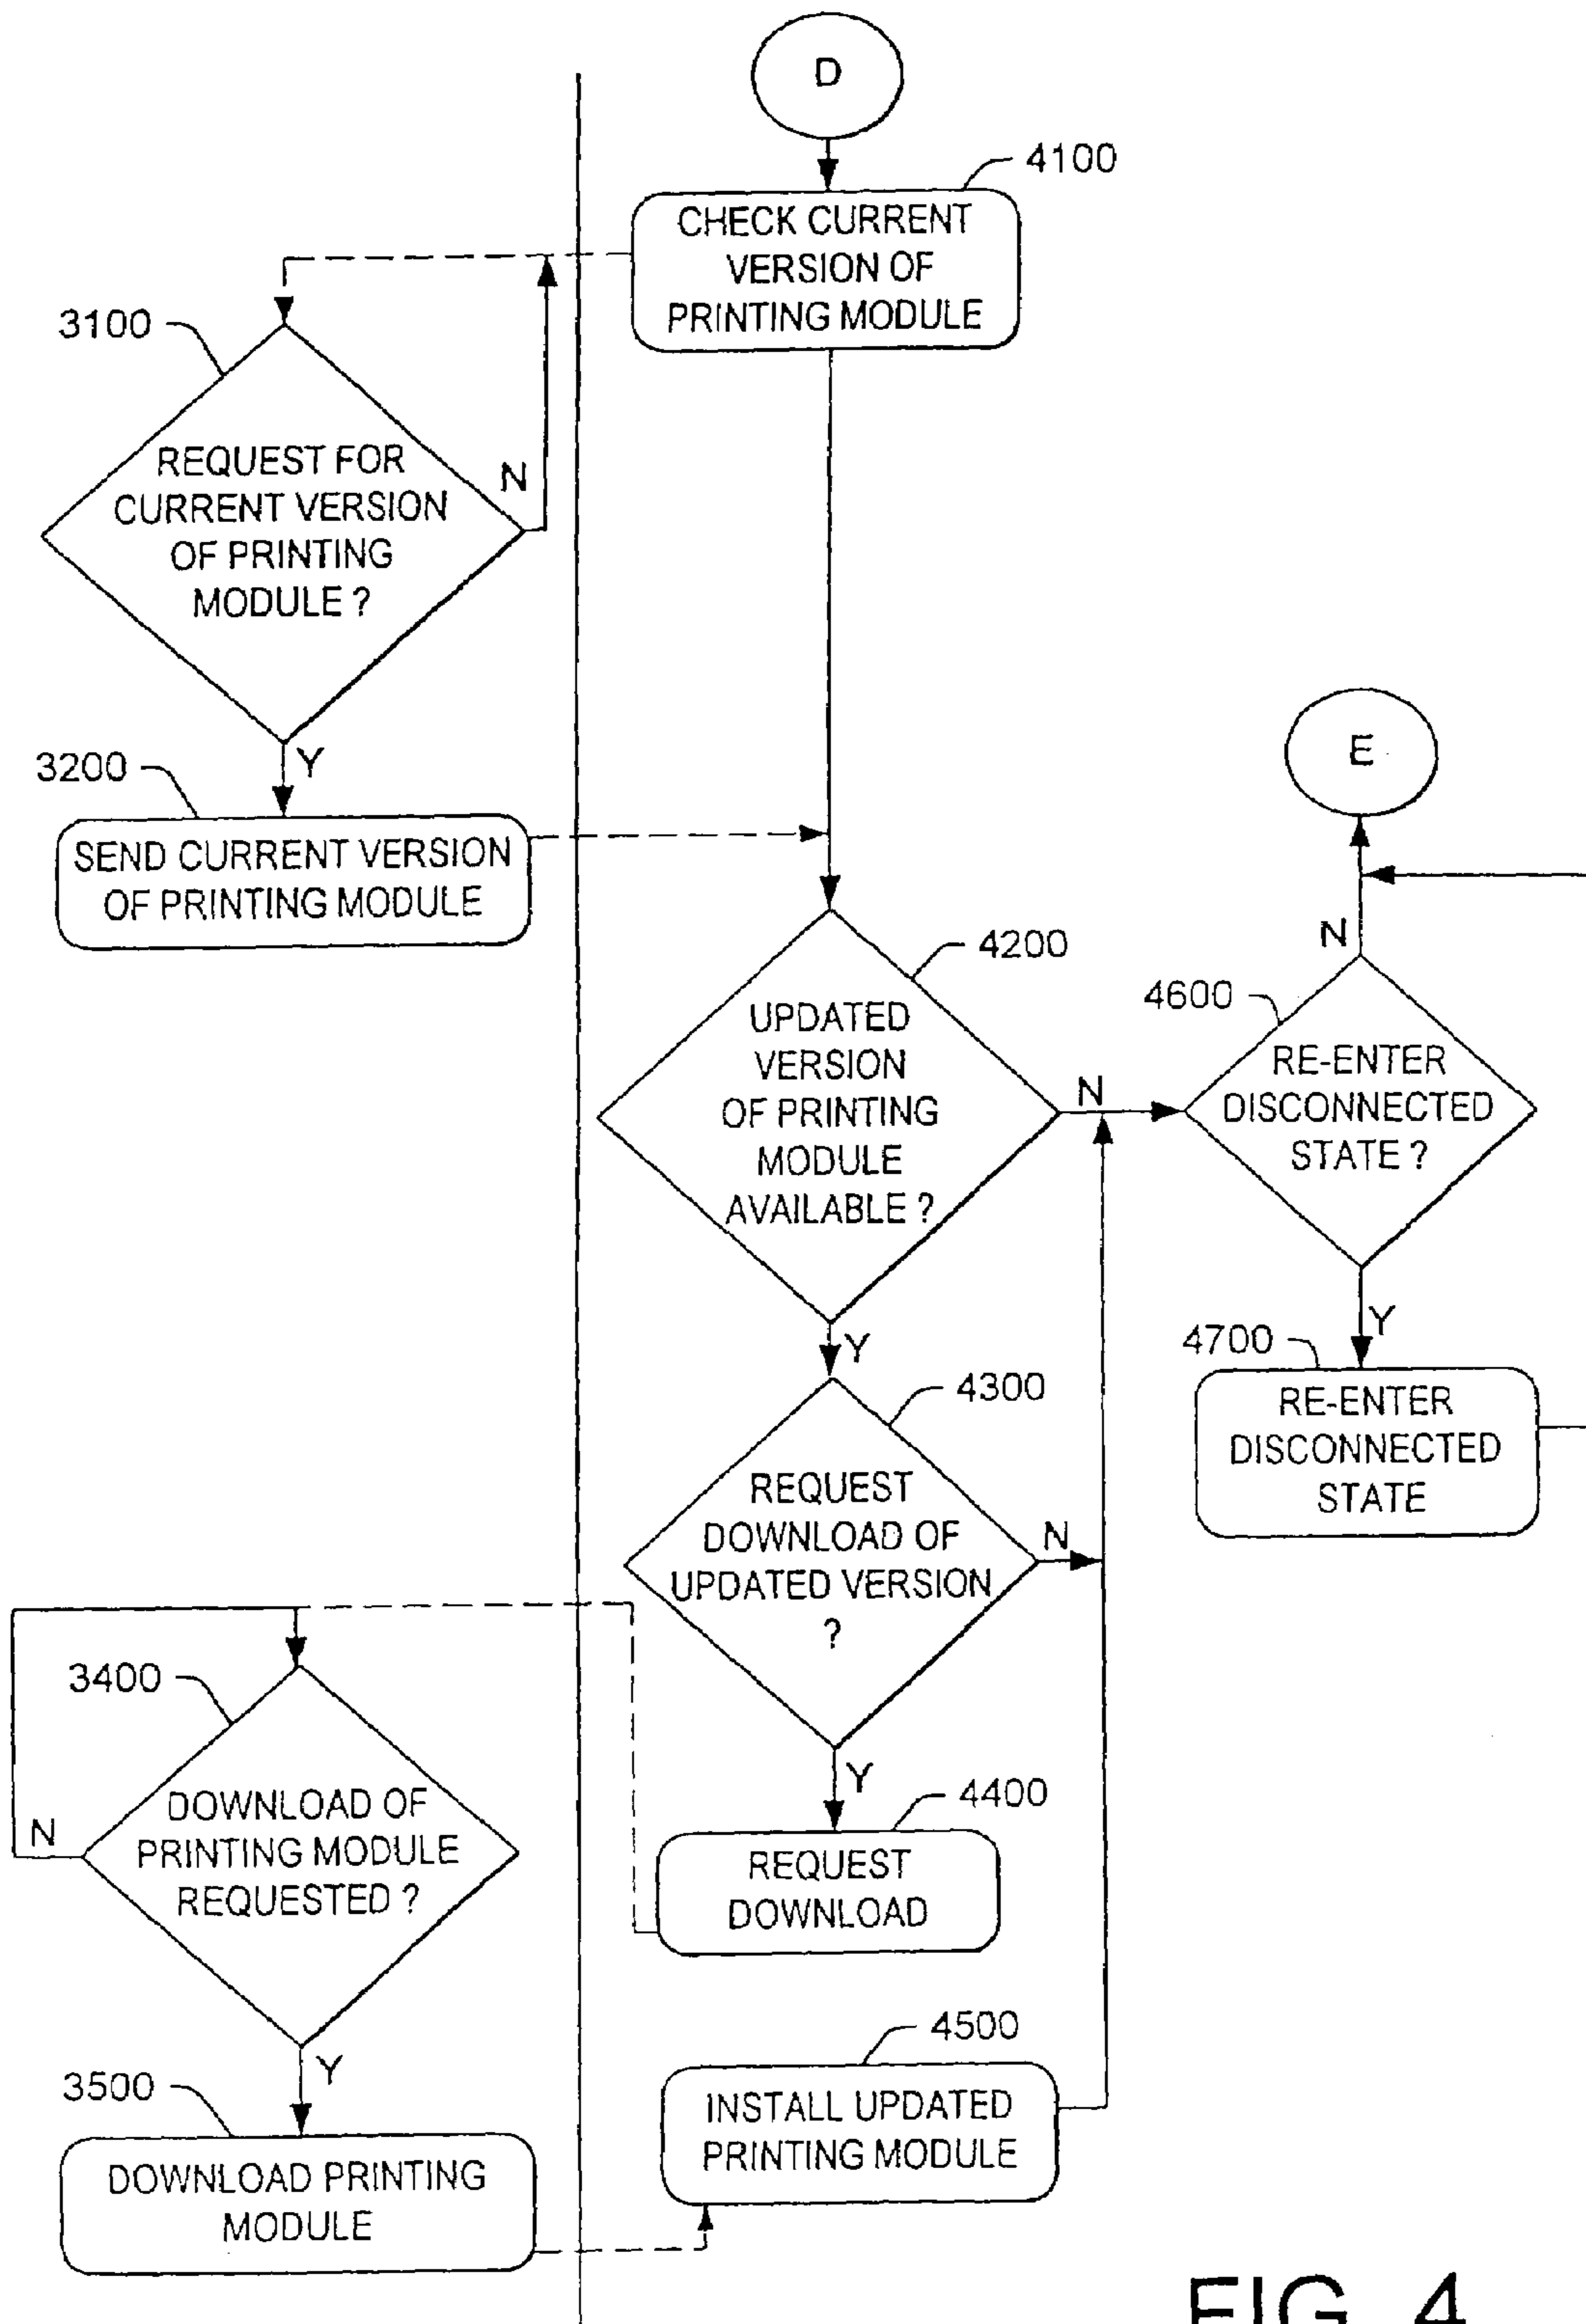 D
4100
CHECK CURRENT
VERSION OF
PRINTING MODULE
3100
REQUEST FOR
CURRENT VERSION
OF PRINTING
MODULE ?
N
Y
3200
SEND CURRENT VERSION
OF PRINTING MODULE
E
4200
UPDATED
VERSION
OF PRINTING
MODULE
AVAILABLE ?
N
Y
N
4600
RE-ENTER
DISCONNECTED
STATE ?
Y
4700
RE-ENTER
DISCONNECTED
STATE
4300
REQUEST
DOWNLOAD OF
UPDATED VERSION
?
N
Y
3400
DOWNLOAD OF
PRINTING MODULE
REQUESTED ?
N
Y
4400
REQUEST
DOWNLOAD
4500
INSTALL UPDATED
PRINTING MODULE
3500
DOWNLOAD PRINTING
MODULE
FIG. 4